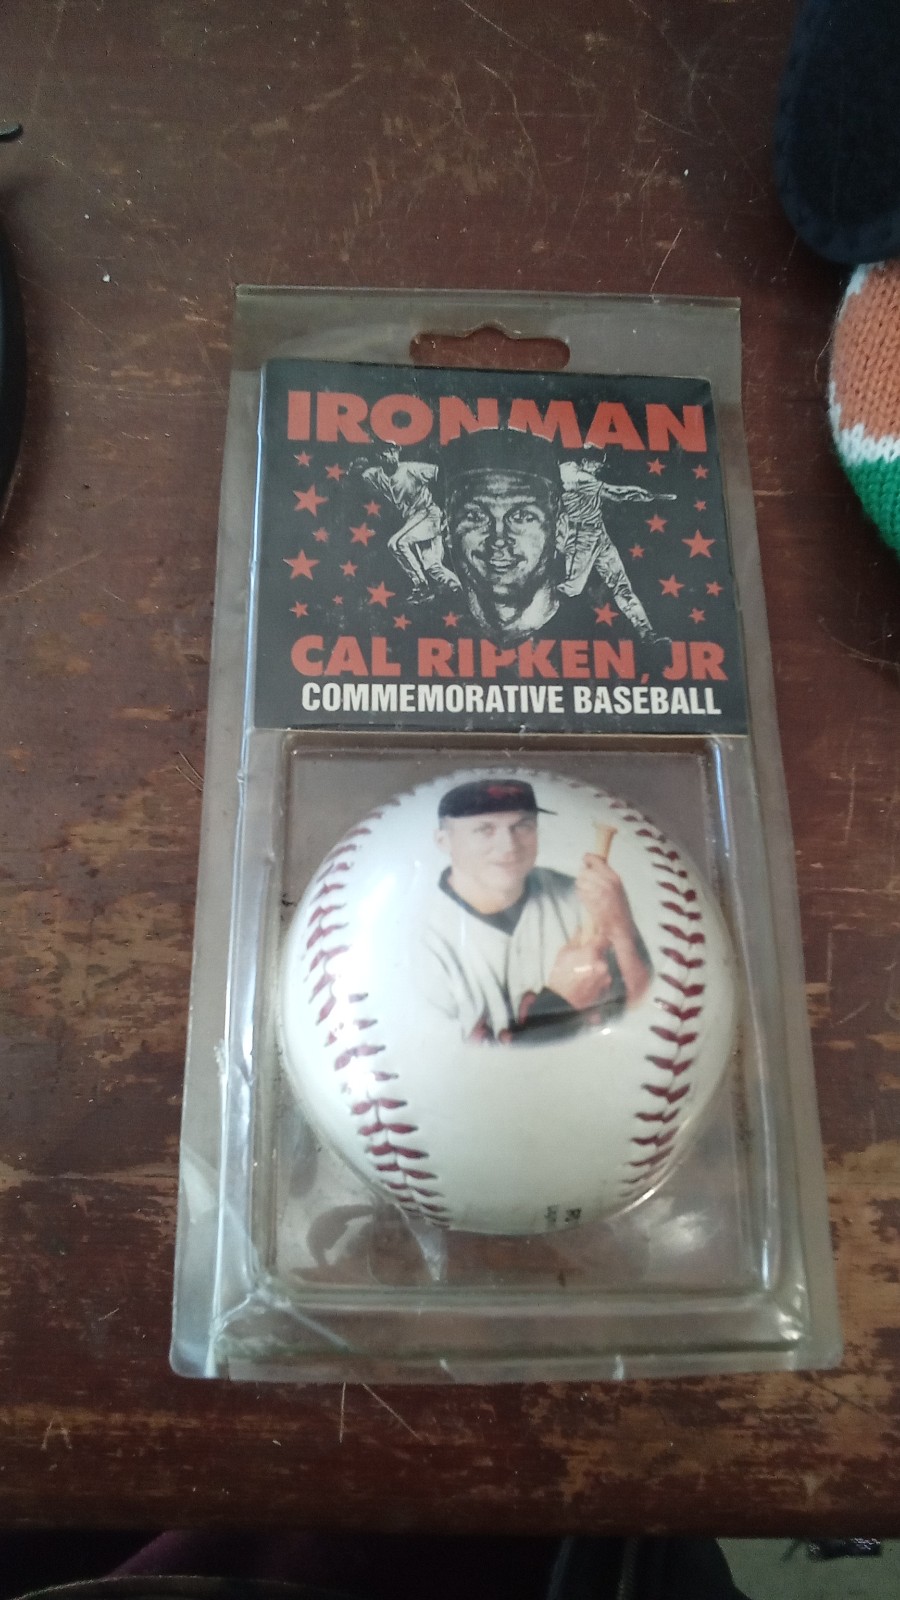 IRONMAN
CAL RIPKEN, JR
COMMEMORATIVE BASEBALL